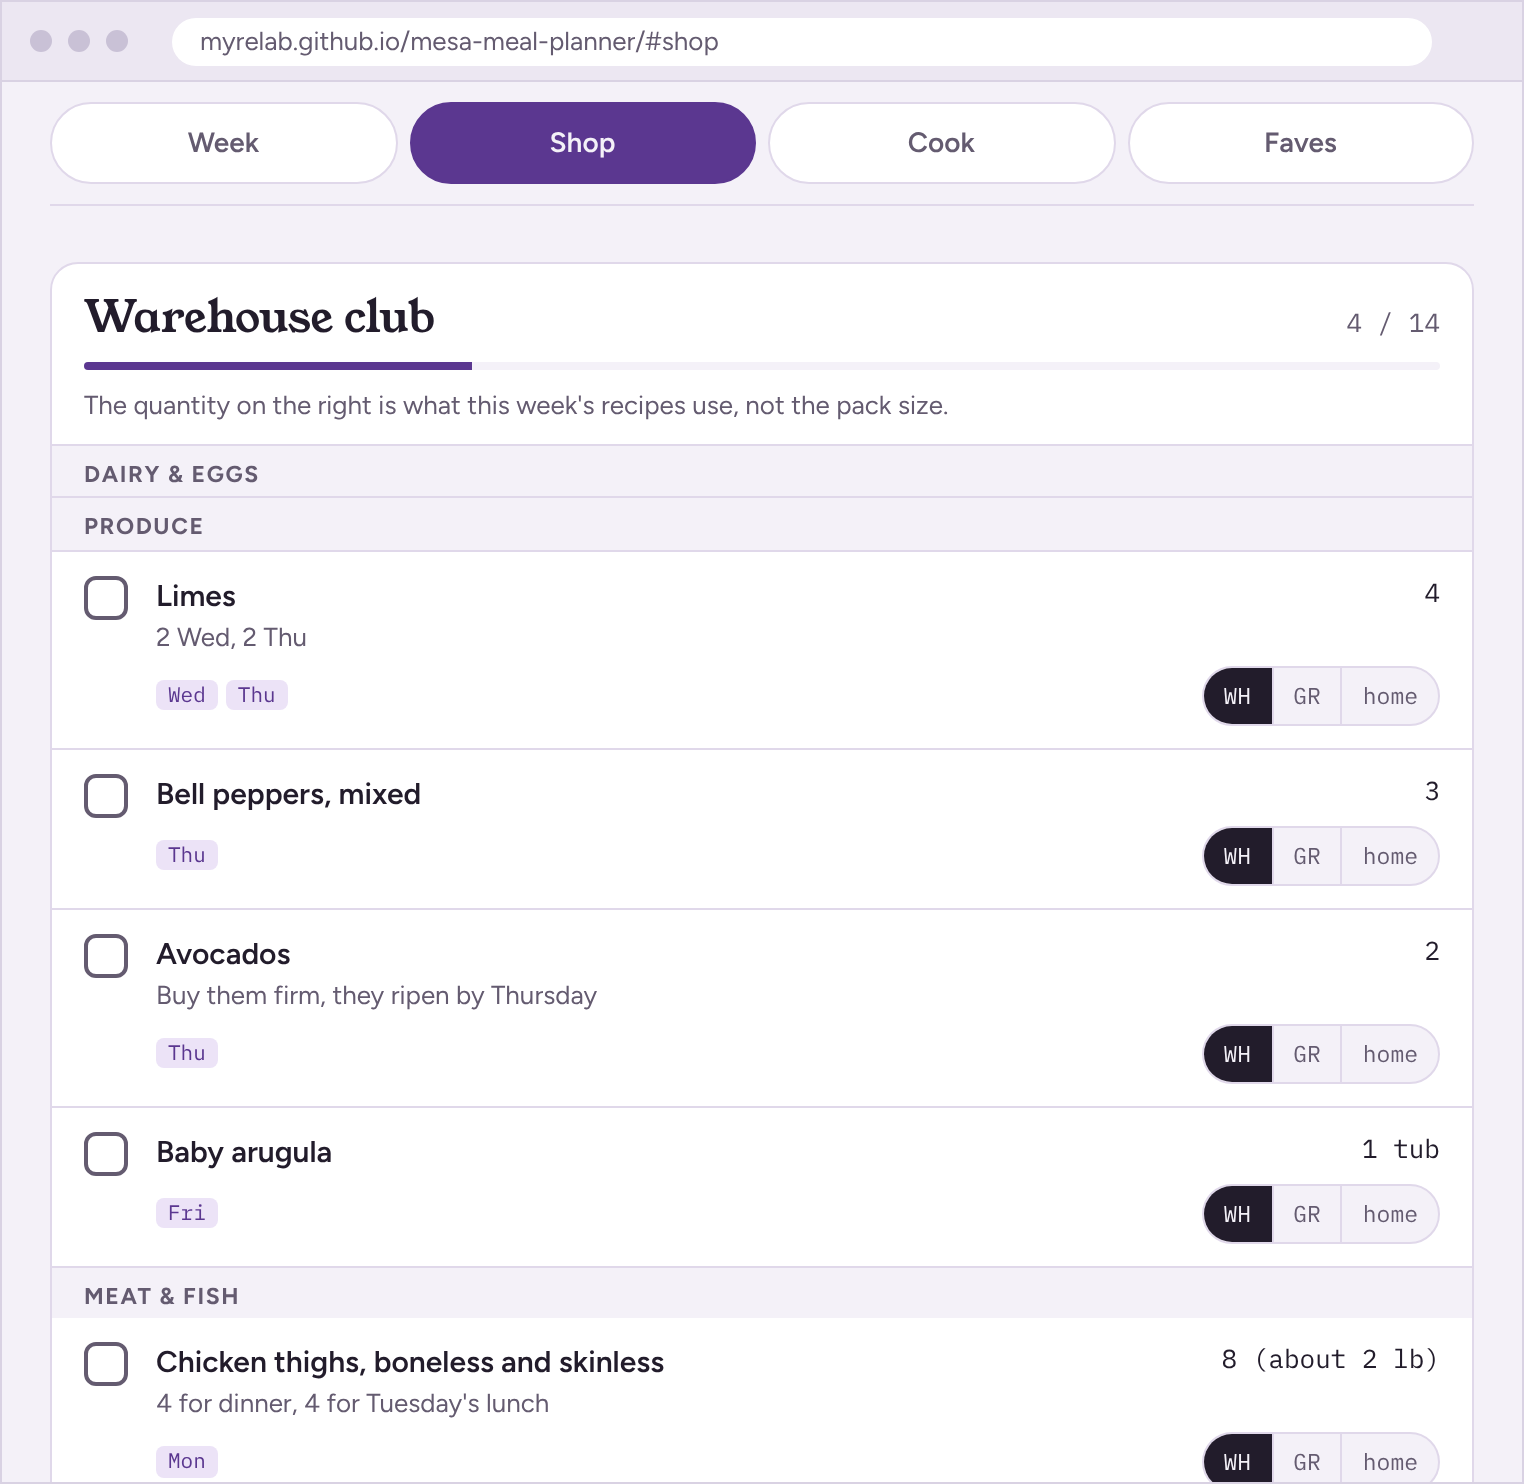 myrelab.github.io/mesa-meal-planner/#shop
Week Shop Cook Faves
Warehouse club
4 / 14
The quantity on the right is what this week's recipes use, not the pack size.
DAIRY & EGGS
PRODUCE
Limes 4
2 Wed, 2 Thu
Wed Thu WH GR home
Bell peppers, mixed 3
Thu WH GR home
Avocados 2
Buy them firm, they ripen by Thursday
Thu WH GR home
Baby arugula 1 tub
Fri WH GR home
MEAT & FISH
Chicken thighs, boneless and skinless 8 (about 2 lb)
4 for dinner, 4 for Tuesday's lunch
Mon WH GR home